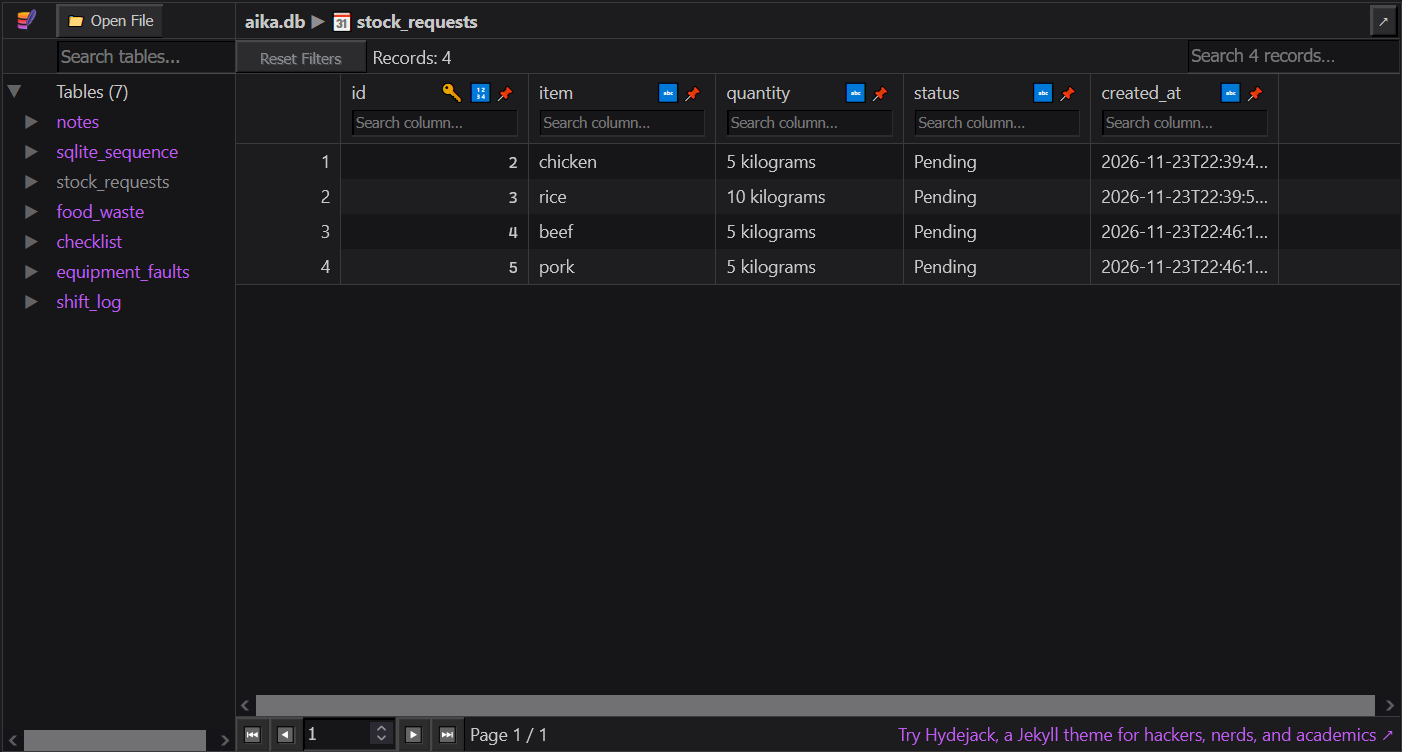 Open File aika.db ▶ stock_requests
Search tables... Reset Filters Records: 4 Search 4 records...
Tables (7)
notes
sqlite_sequence
stock_requests
food_waste
checklist
equipment_faults
shift_log
id item quantity status created_at
Search column... Search column... Search column... Search column... Search column...
1 2 chicken 5 kilograms Pending 2026-11-23T22:39:4...
2 3 rice 10 kilograms Pending 2026-11-23T22:39:5...
3 4 beef 5 kilograms Pending 2026-11-23T22:46:1...
4 5 pork 5 kilograms Pending 2026-11-23T22:46:1...
1 Page 1 / 1 Try Hydejack, a Jekyll theme for hackers, nerds, and academics ↗